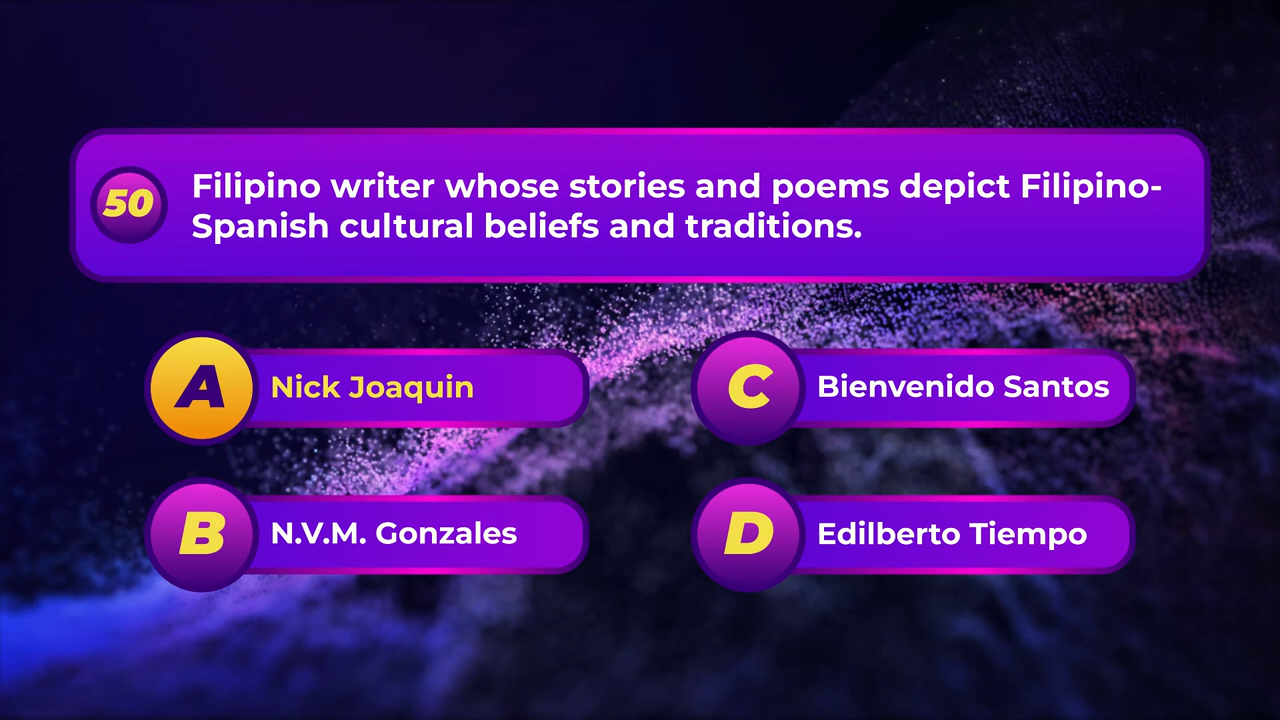 50
Filipino writer whose stories and poems depict Filipino-
Spanish cultural beliefs and traditions.
A
Nick Joaquin
B
N.V.M. Gonzales
C
Bienvenido Santos
D
Edilberto Tiempo